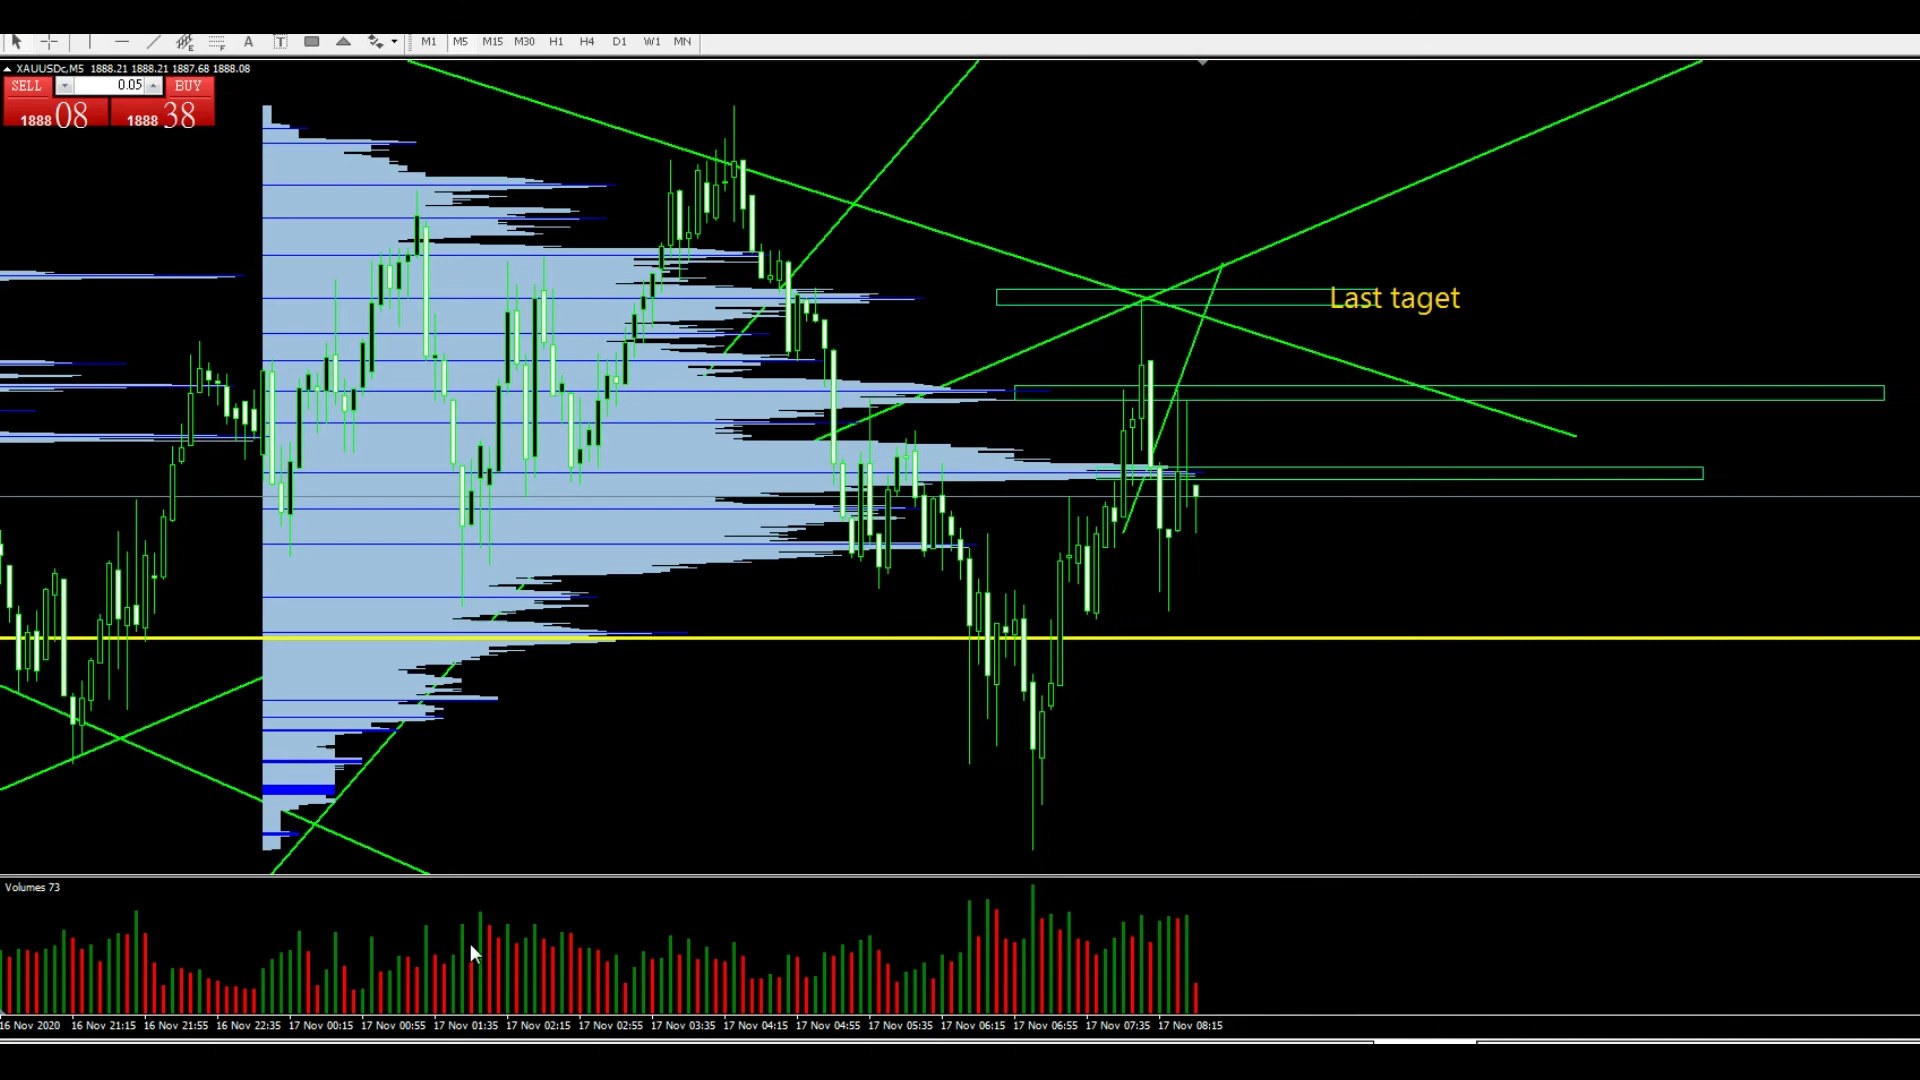 A T M1 M5 M15 M30 H1 H4 D1 W1 MN
XAUUSDc,M5 1888.21 1888.21 1887.68 1888.08
SELL 0.05 BUY
1888 08 1888 38
Last taget
Volumes 73
16 Nov 2020 16 Nov 21:15 16 Nov 21:55 16 Nov 22:35 17 Nov 00:15 17 Nov 00:55 17 Nov 01:35 17 Nov 02:15 17 Nov 02:55 17 Nov 03:35 17 Nov 04:15 17 Nov 04:55 17 Nov 05:35 17 Nov 06:15 17 Nov 06:55 17 Nov 07:35 17 Nov 08:15